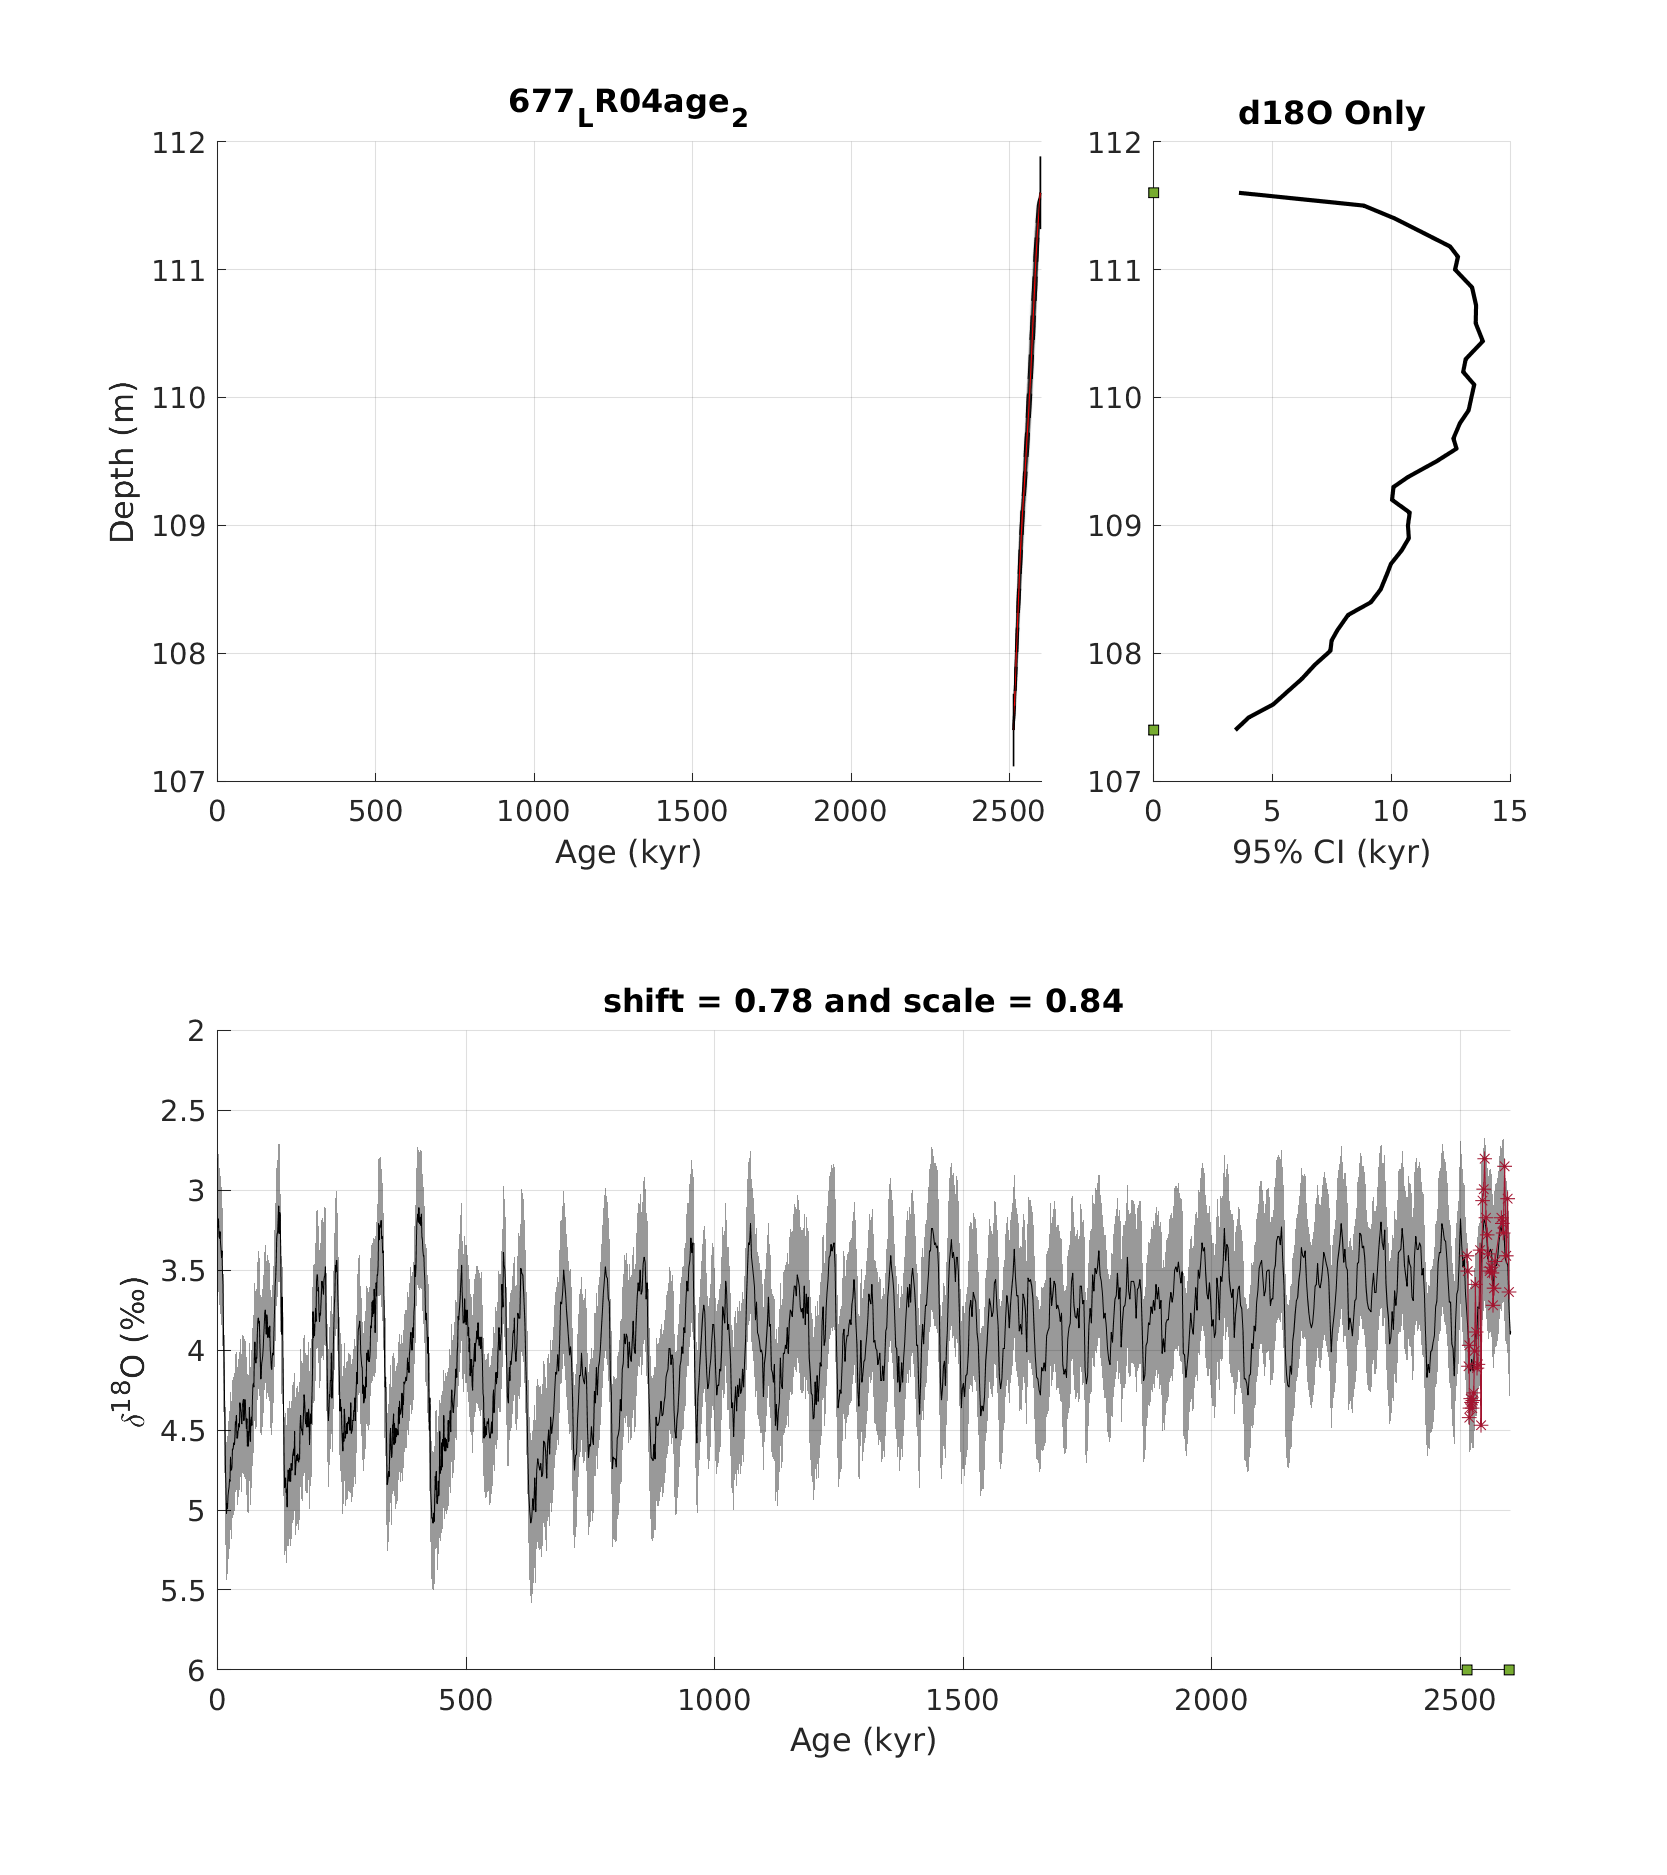 677LR04age2
d18O Only
112
111
110
109
108
107
Depth (m)
0 500 1000 1500 2000 2500
Age (kyr)
112
111
110
109
108
107
0 5 10 15
95% CI (kyr)
shift = 0.78 and scale = 0.84
2
2.5
3
3.5
4
4.5
5
5.5
6
δ18O (‰)
0 500 1000 1500 2000 2500
Age (kyr)